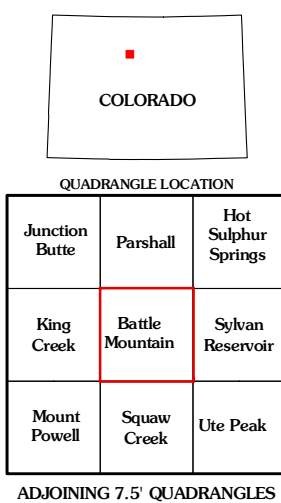 COLORADO
QUADRANGLE LOCATION
Junction
Butte
Parshall
Hot
Sulphur
Springs
King
Creek
Battle
Mountain
Sylvan
Reservoir
Mount
Powell
Squaw
Creek
Ute Peak
ADJOINING 7.5' QUADRANGLES